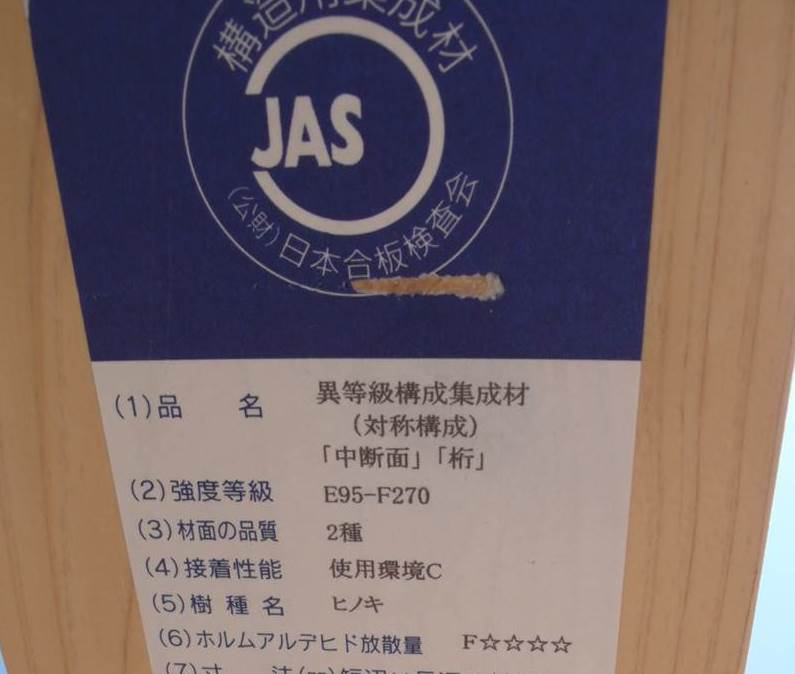 構造用集成材
JAS
(公財)日本合板検査会
(1)品 名 異等級構成集成材
(対称構成)
「中断面」「桁」
(2)強度等級 E95-F270
(3)材面の品質 2種
(4)接着性能 使用環境C
(5)樹種名 ヒノキ
(6)ホルムアルデヒド放散量 F☆☆☆☆
(7)寸 法